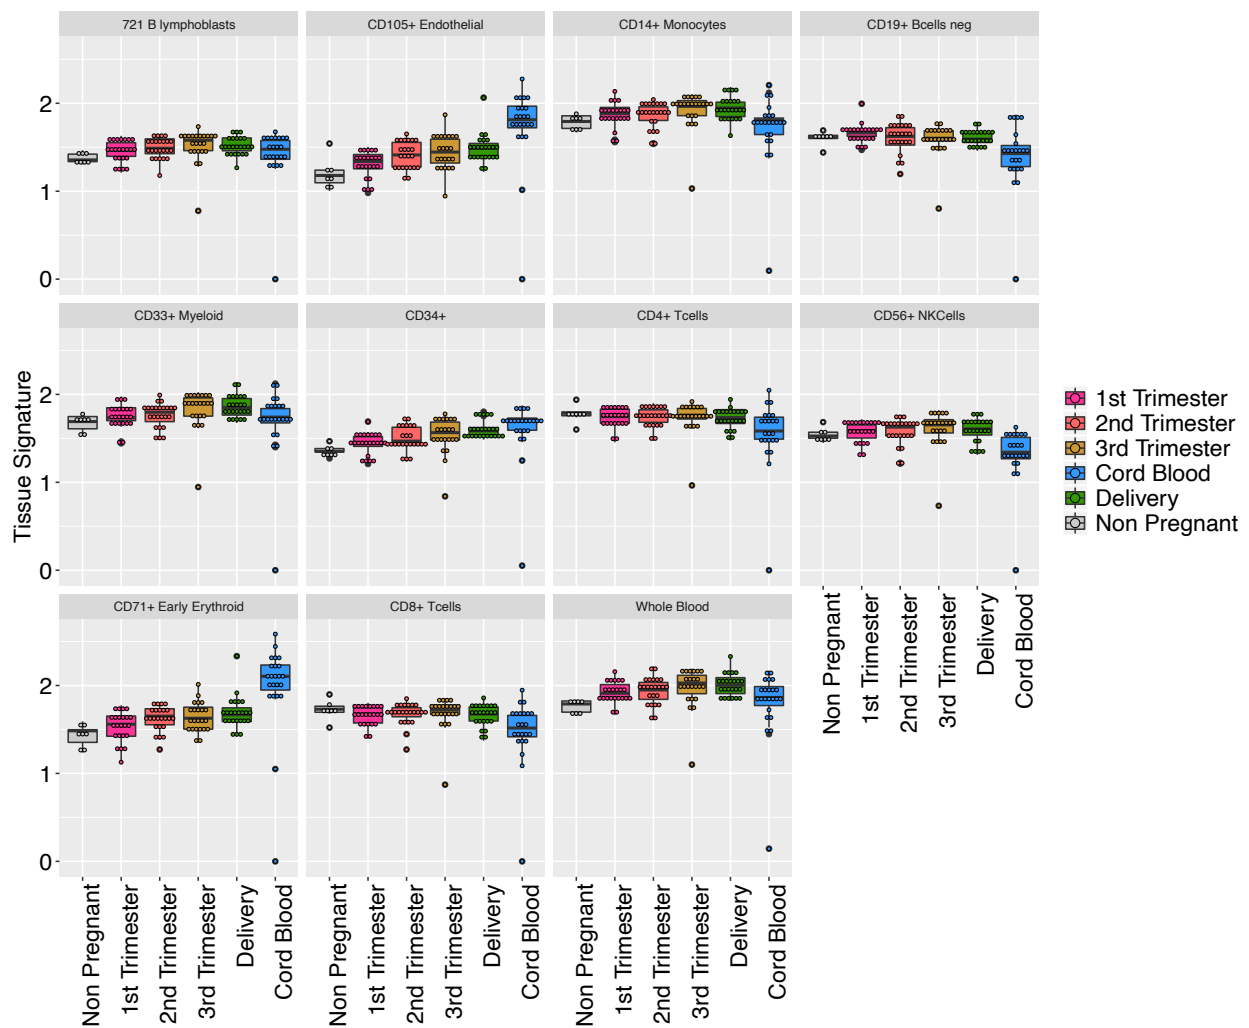 721 B lymphoblasts
CD105+ Endothelial
CD14+ Monocytes
CD19+ Bcells neg
2
1
0
CD33+ Myeloid
CD34+
CD4+ Tcells
CD56+ NKCells
2
1
0
Tissue Signature
1st Trimester
2nd Trimester
3rd Trimester
Cord Blood
Delivery
Non Pregnant
CD71+ Early Erythroid
CD8+ Tcells
Whole Blood
2
1
0
Non Pregnant
1st Trimester
2nd Trimester
3rd Trimester
Delivery
Cord Blood
Non Pregnant
1st Trimester
2nd Trimester
3rd Trimester
Delivery
Cord Blood
Non Pregnant
1st Trimester
2nd Trimester
3rd Trimester
Delivery
Cord Blood
Non Pregnant
1st Trimester
2nd Trimester
3rd Trimester
Delivery
Cord Blood